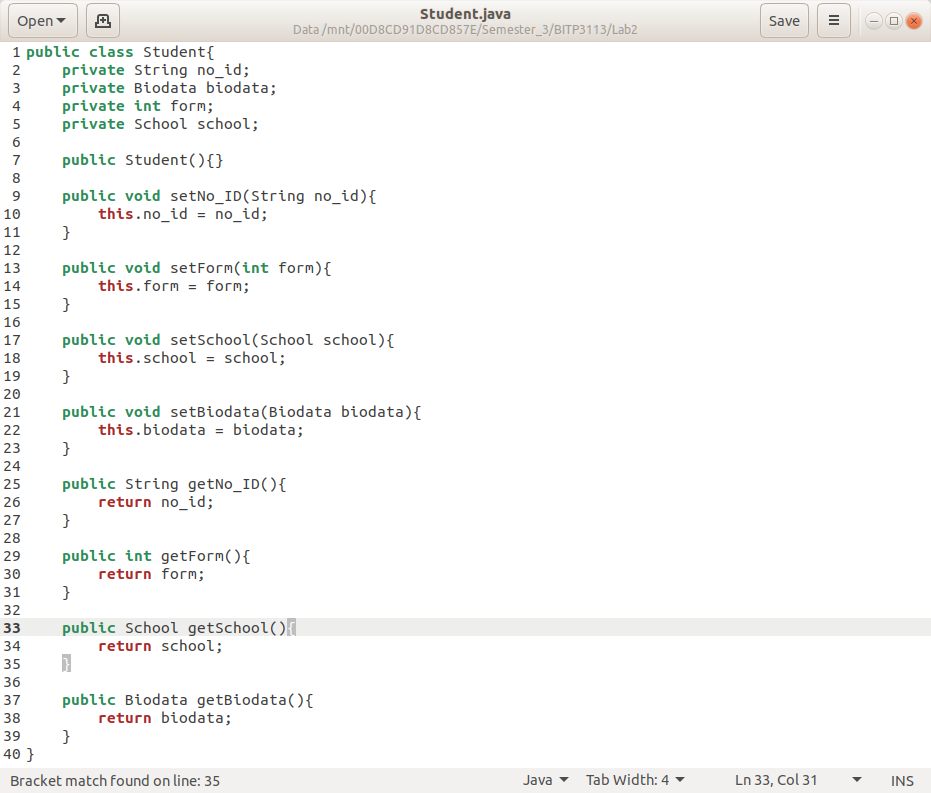 Open
Student.java
Data /mnt/00D8CD91D8CD857E/Semester_3/BITP3113/Lab2
Save
1 public class Student{
2     private String no_id;
3     private Biodata biodata;
4     private int form;
5     private School school;
6
7     public Student(){}
8
9     public void setNo_ID(String no_id){
10         this.no_id = no_id;
11     }
12
13     public void setForm(int form){
14         this.form = form;
15     }
16
17     public void setSchool(School school){
18         this.school = school;
19     }
20
21     public void setBiodata(Biodata biodata){
22         this.biodata = biodata;
23     }
24
25     public String getNo_ID(){
26         return no_id;
27     }
28
29     public int getForm(){
30         return form;
31     }
32
33     public School getSchool(){
34         return school;
35     }
36
37     public Biodata getBiodata(){
38         return biodata;
39     }
40 }
Bracket match found on line: 35 Java Tab Width: 4 Ln 33, Col 31 INS